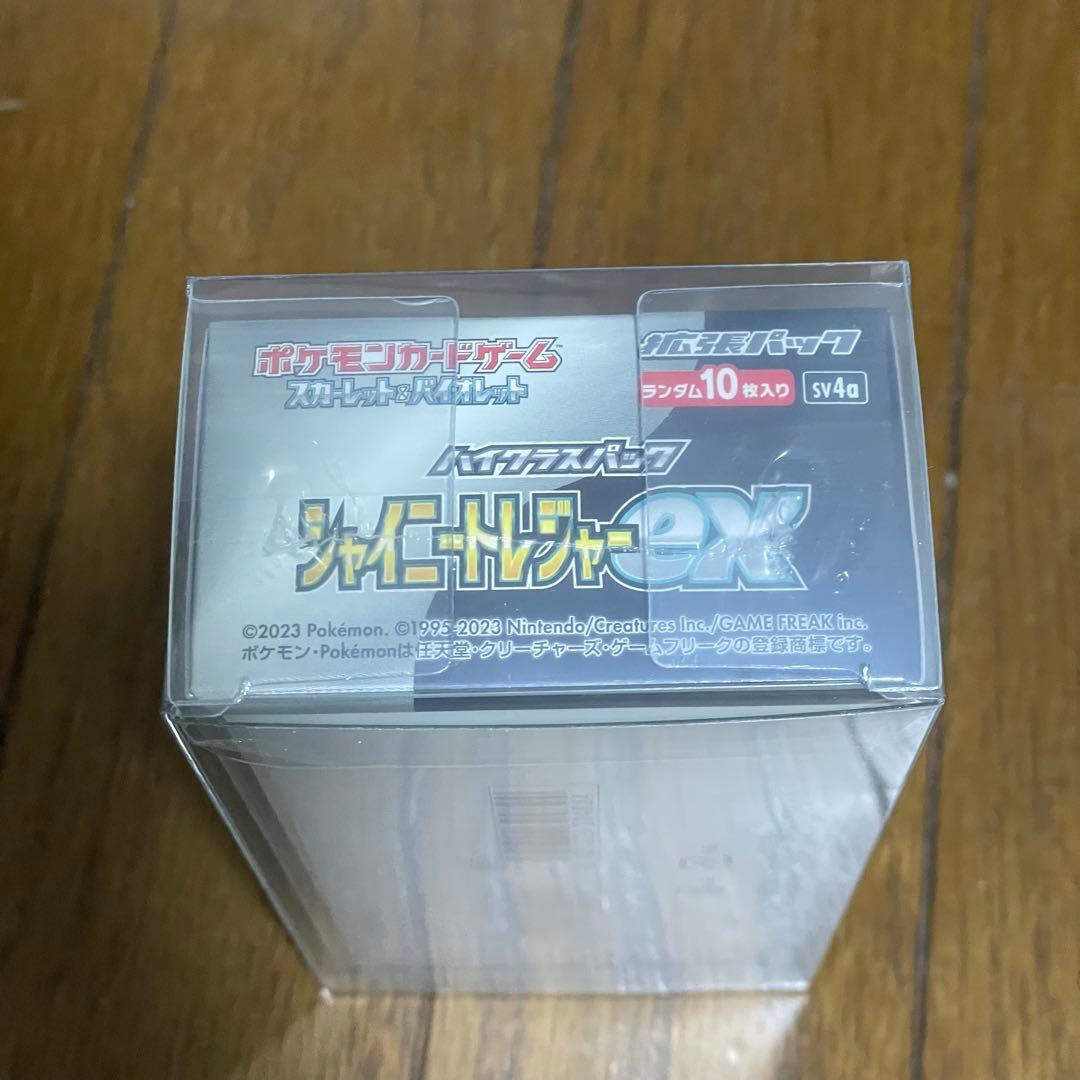 ポケモンカードゲーム
スカーレット&バイオレット
拡張パック
ランダム10枚入り SV4a
ハイクラスパック
シャイニートレジャーex
©2023 Pokémon. ©1995-2023 Nintendo/Creatures Inc./GAME FREAK inc.
ポケモン・Pokémonは任天堂・クリーチャーズ・ゲームフリークの登録商標です。